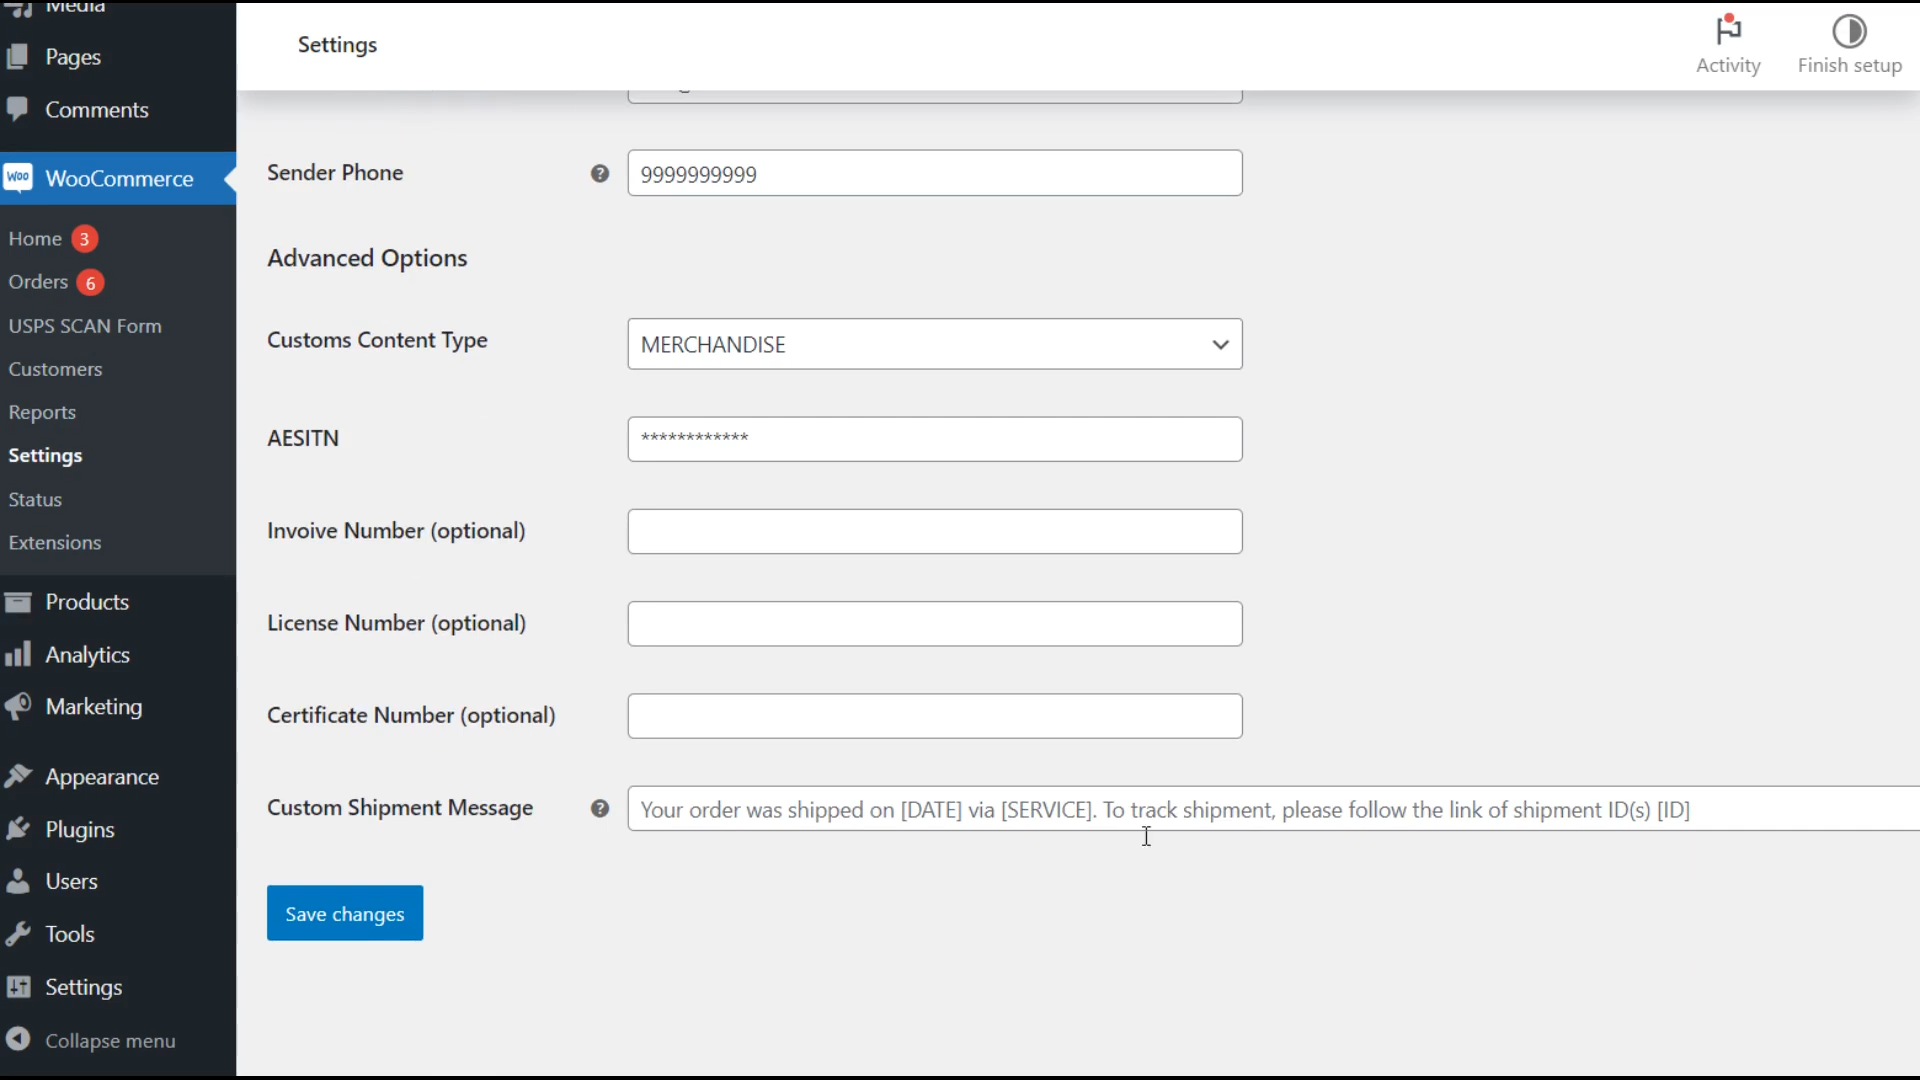 Media
Pages
Comments
Woo WooCommerce
Home 3
Orders 6
USPS SCAN Form
Customers
Reports
Settings
Status
Extensions
Products
Analytics
Marketing
Appearance
Plugins
Users
Tools
Settings
Collapse menu
Settings
Activity
Finish setup
Sender Phone ? 9999999999
Advanced Options
Customs Content Type MERCHANDISE
AESITN ************
Invoive Number (optional)
License Number (optional)
Certificate Number (optional)
Custom Shipment Message ? Your order was shipped on [DATE] via [SERVICE]. To track shipment, please follow the link of shipment ID(s) [ID]
Save changes